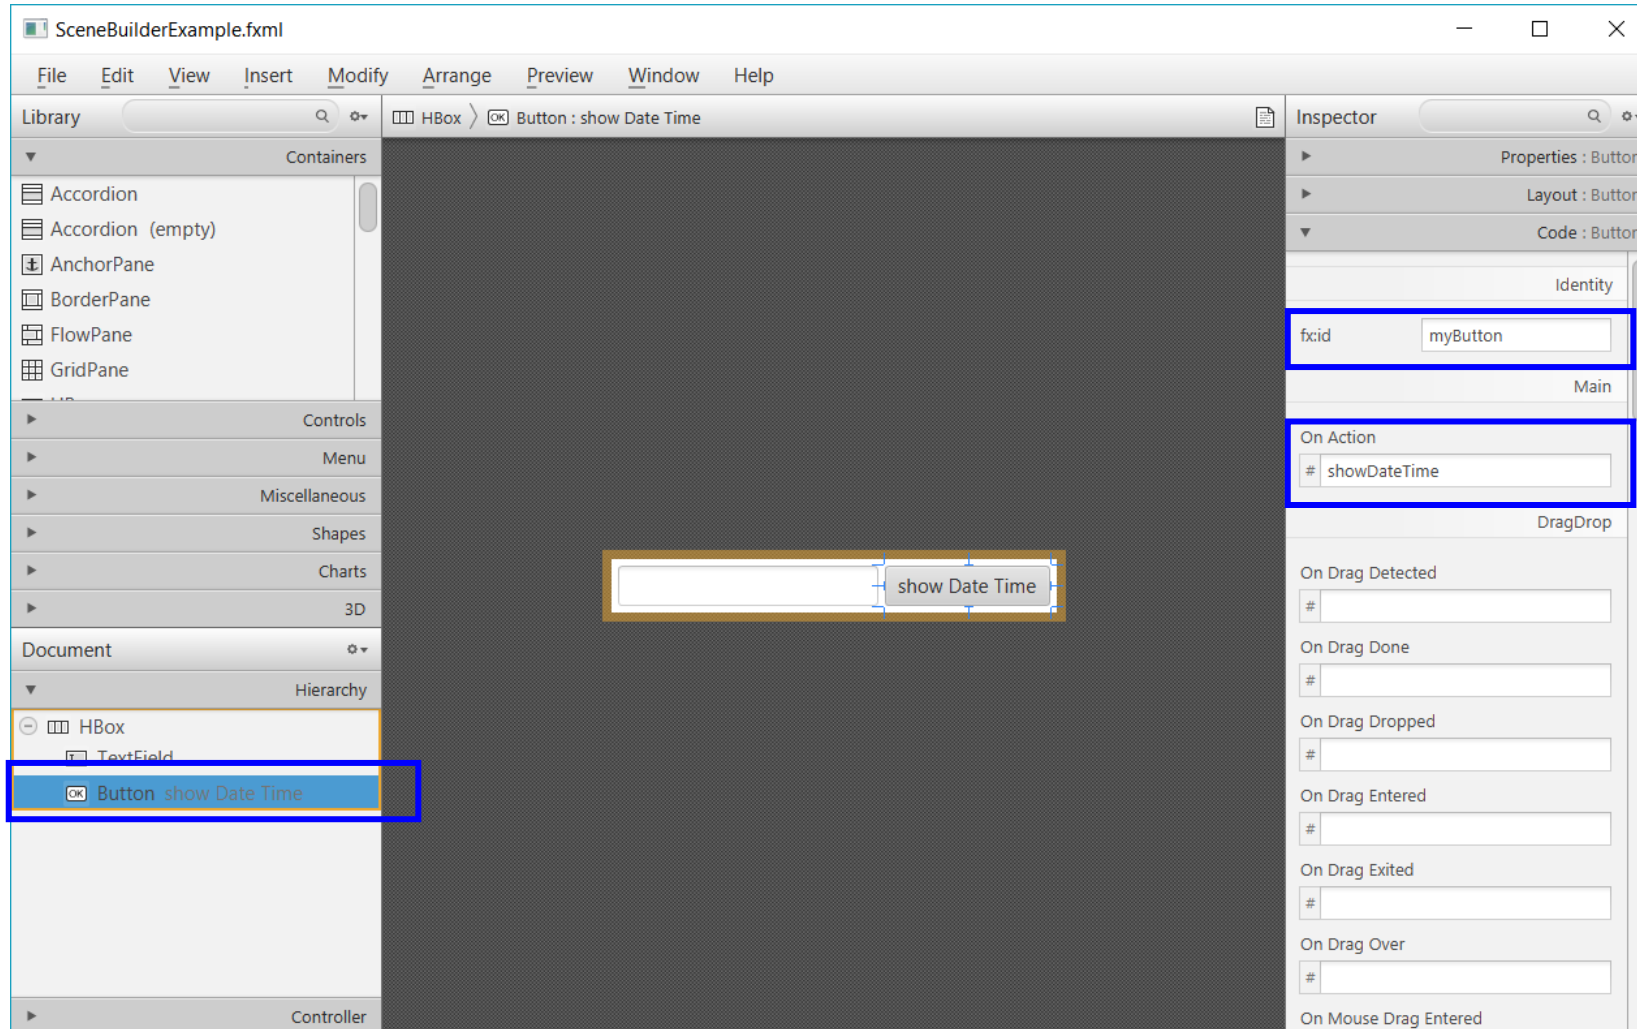 SceneBuilderExample.fxml
File Edit View Insert Modify Arrange Preview Window Help
Library
HBox Button : show Date Time
Inspector
Containers
Accordion
Accordion (empty)
AnchorPane
BorderPane
FlowPane
GridPane
Controls
Menu
Miscellaneous
Shapes
Charts
3D
Document
Hierarchy
HBox
TextField
OK Button show Date Time
Controller
show Date Time
Properties : Button
Layout : Button
Code : Button
Identity
fx:id myButton
Main
On Action
# showDateTime
DragDrop
On Drag Detected
#
On Drag Done
#
On Drag Dropped
#
On Drag Entered
#
On Drag Exited
#
On Drag Over
#
On Mouse Drag Entered